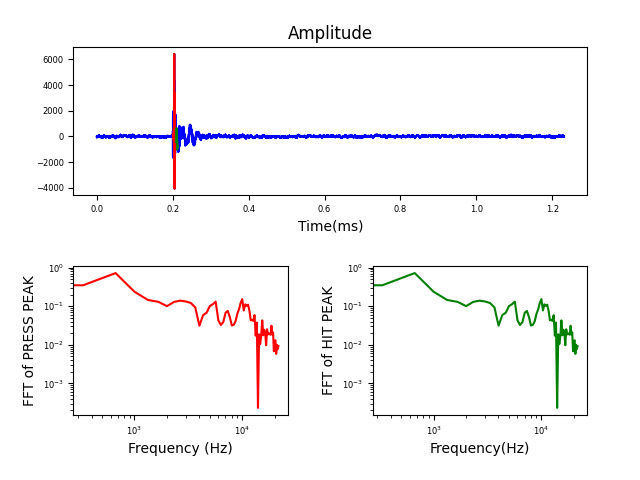 Amplitude
6000
4000
2000
0
−2000
−4000
0.0 0.2 0.4 0.6 0.8 1.0 1.2
Time(ms)
FFT of PRESS PEAK
10⁰
10⁻¹
10⁻²
10⁻³
10³ 10⁴
Frequency (Hz)
FFT of HIT PEAK
10⁰
10⁻¹
10⁻²
10⁻³
10³ 10⁴
Frequency(Hz)